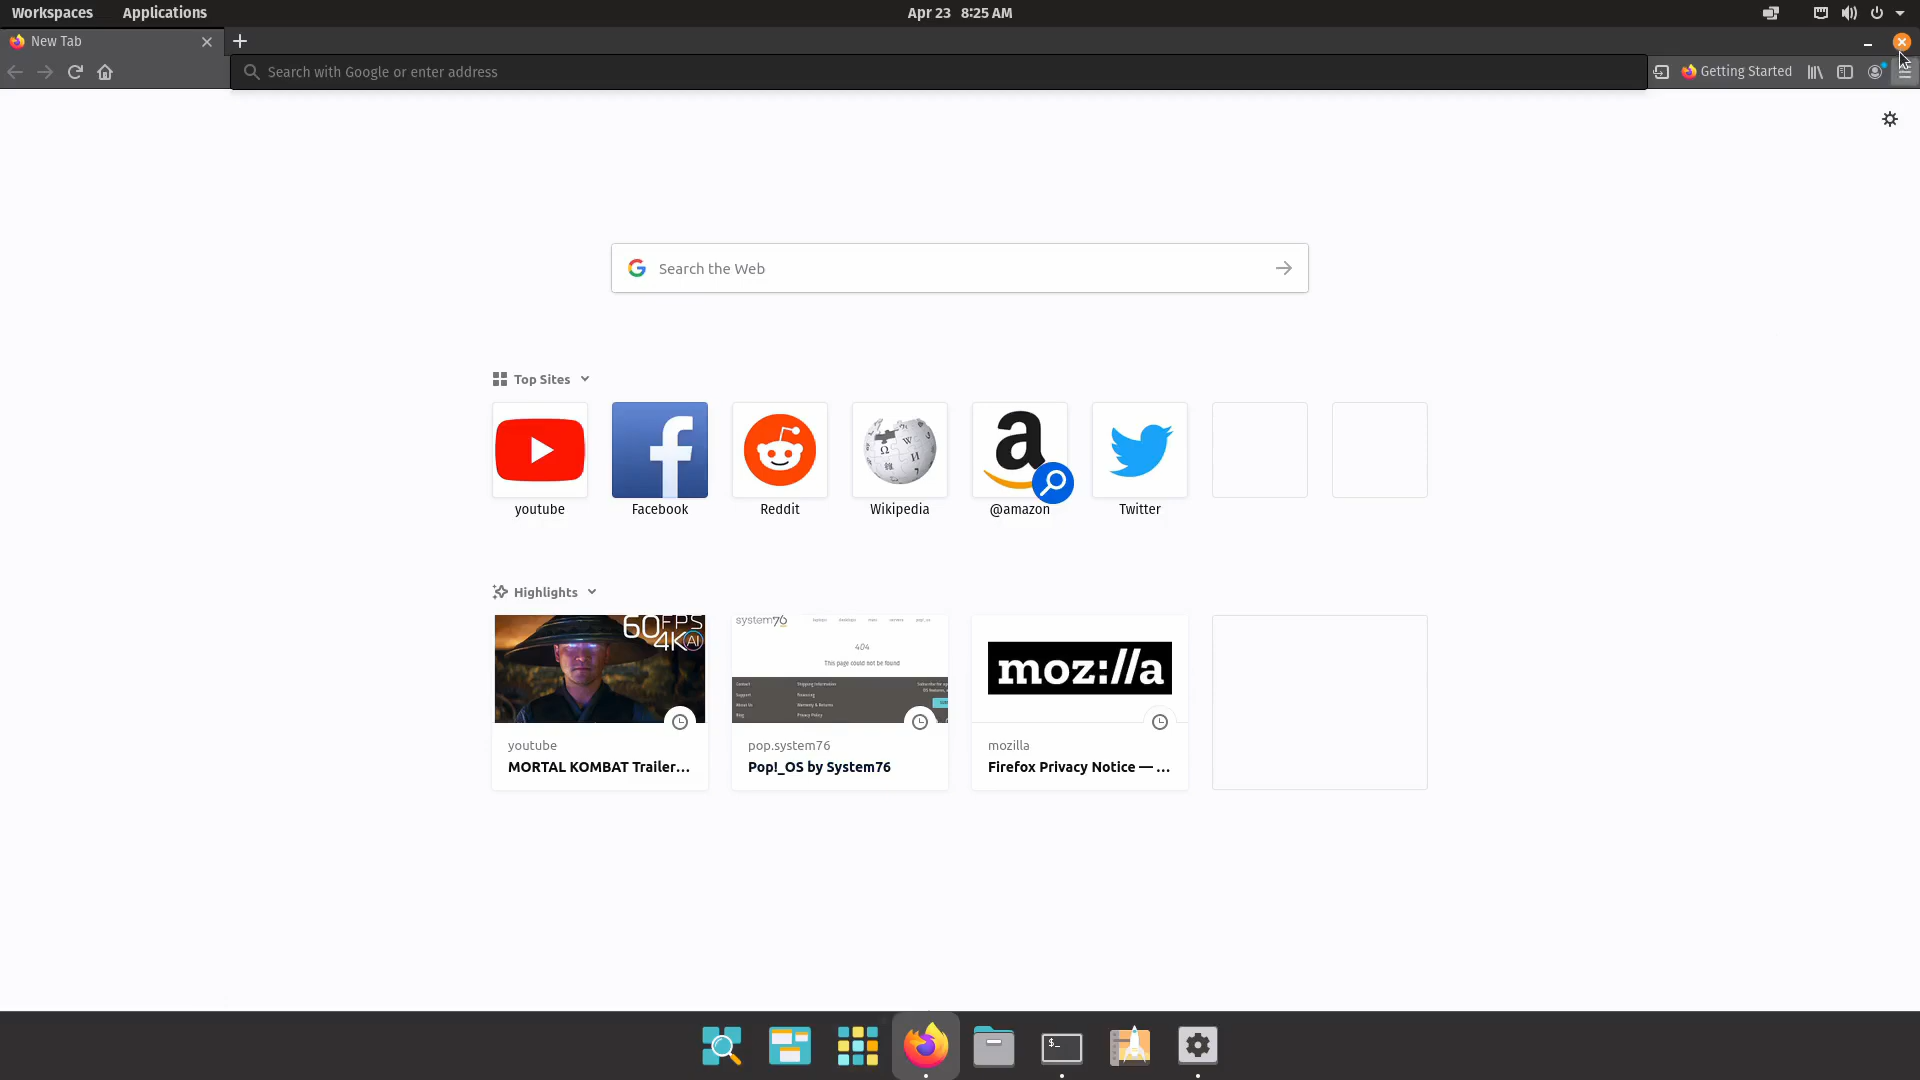 Workspaces Applications Apr 23 8:25 AM
New Tab
Search with Google or enter address Getting Started
Search the Web
Top Sites
youtube Facebook Reddit Wikipedia @amazon Twitter
Highlights
60FPS
4K AI
system76
404
This page could not be found
moz://a
youtube pop.system76 mozilla
MORTAL KOMBAT Trailer... Pop!_OS by System76 Firefox Privacy Notice — ...
$_